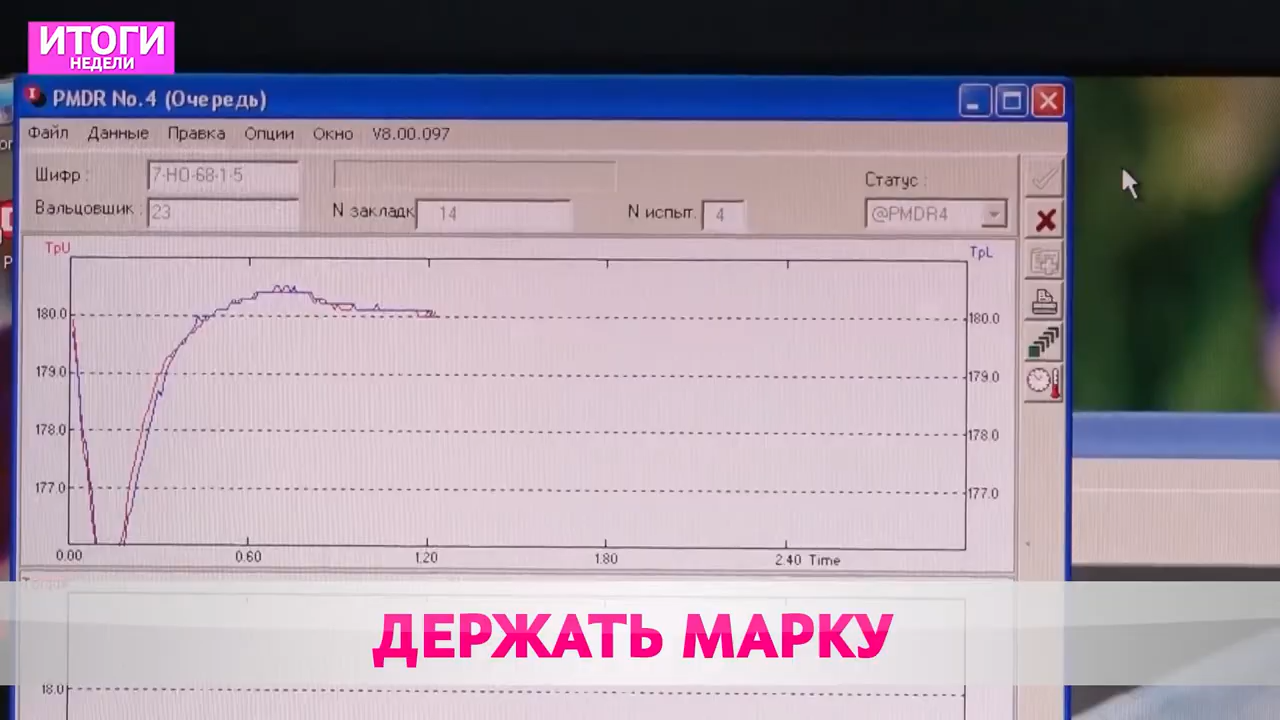 ИТОГИ
НЕДЕЛИ
PMDR No.4 (Очередь)
Файл Данные Правка Опции Окно V8.00.097
Шифр : 7-НО-68-1-5
Статус :
Вальцовшик : 23 N закладк 14 N испыт. 4 @PMDR4
TpU TpL
180.0 180.0
179.0 179.0
178.0 178.0
177.0 177.0
0.00 0.60 1.20 1.80 2.40 Time
ДЕРЖАТЬ МАРКУ
18.0